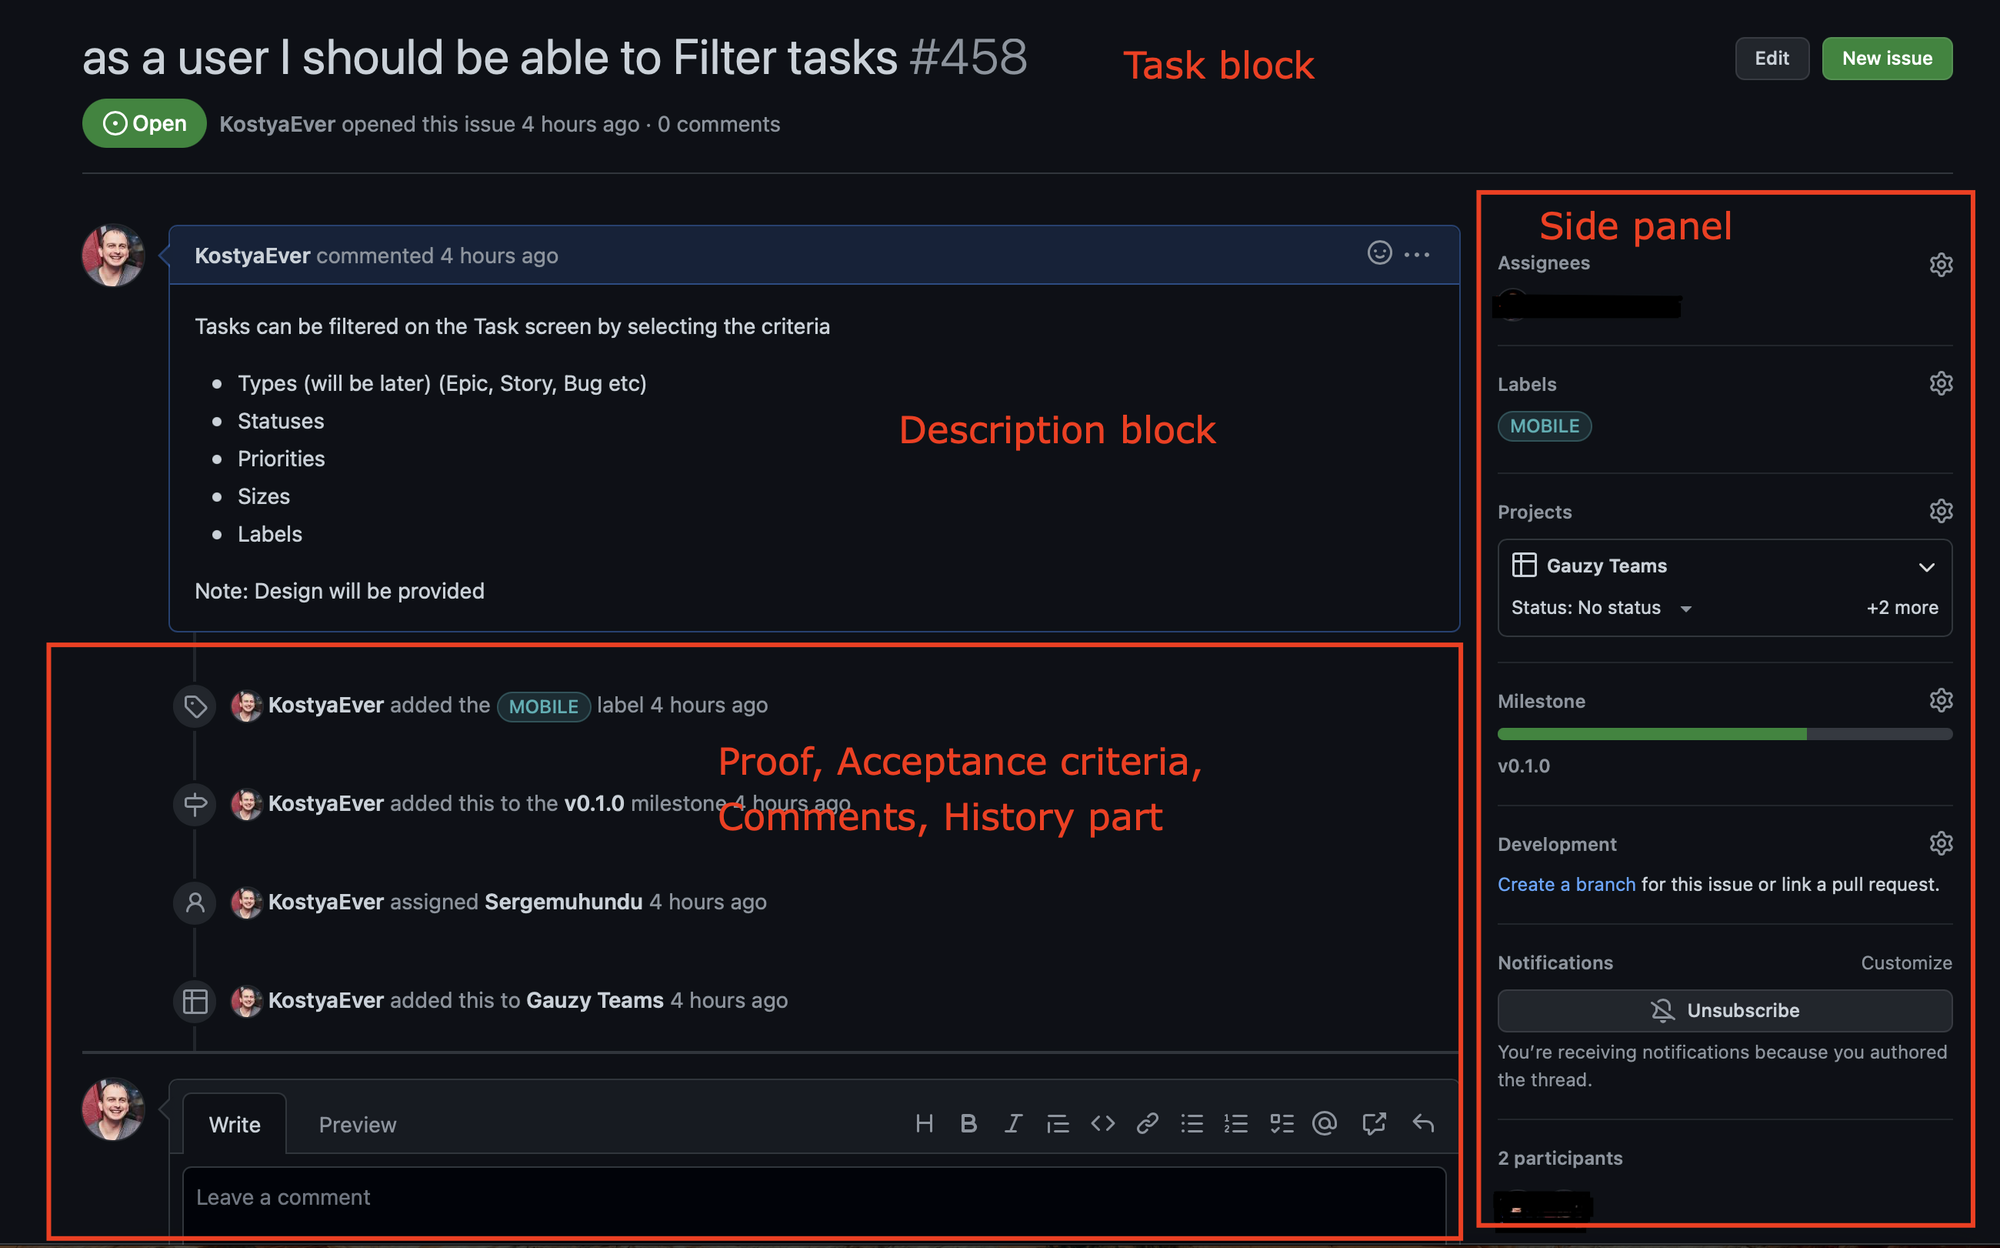 as a user I should be able to Filter tasks #458
Task block
Edit
New issue
Open
KostyaEver opened this issue 4 hours ago · 0 comments
KostyaEver commented 4 hours ago
Tasks can be filtered on the Task screen by selecting the criteria
Types (will be later) (Epic, Story, Bug etc)
Statuses
Priorities
Sizes
Labels
Note: Design will be provided
Description block
KostyaEver added the MOBILE label 4 hours ago
KostyaEver added this to the v0.1.0 milestone 4 hours ago
Proof, Acceptance criteria,
Comments, History part
KostyaEver assigned Sergemuhundu 4 hours ago
KostyaEver added this to Gauzy Teams 4 hours ago
Write
Preview
Leave a comment
Side panel
Assignees
Labels
MOBILE
Projects
Gauzy Teams
Status: No status
+2 more
Milestone
v0.1.0
Development
Create a branch for this issue or link a pull request.
Notifications
Customize
Unsubscribe
You’re receiving notifications because you authored
the thread.
2 participants